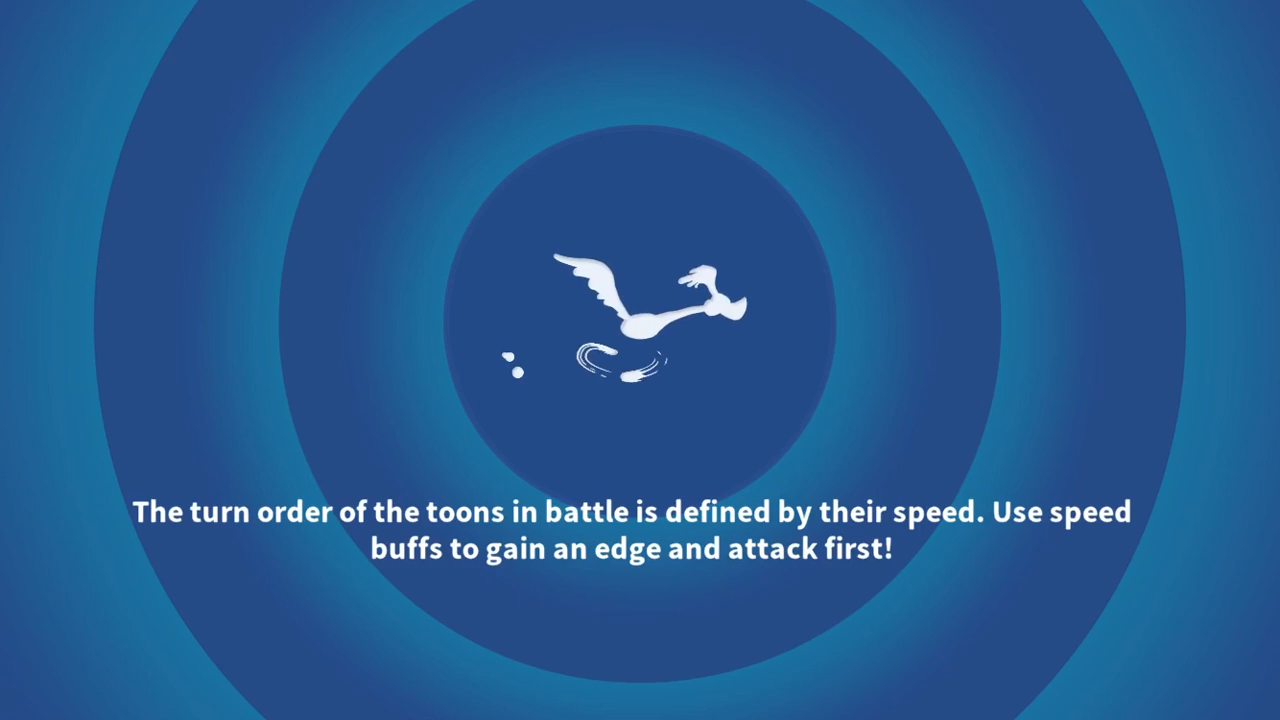 The turn order of the toons in battle is defined by their speed. Use speed
buffs to gain an edge and attack first!